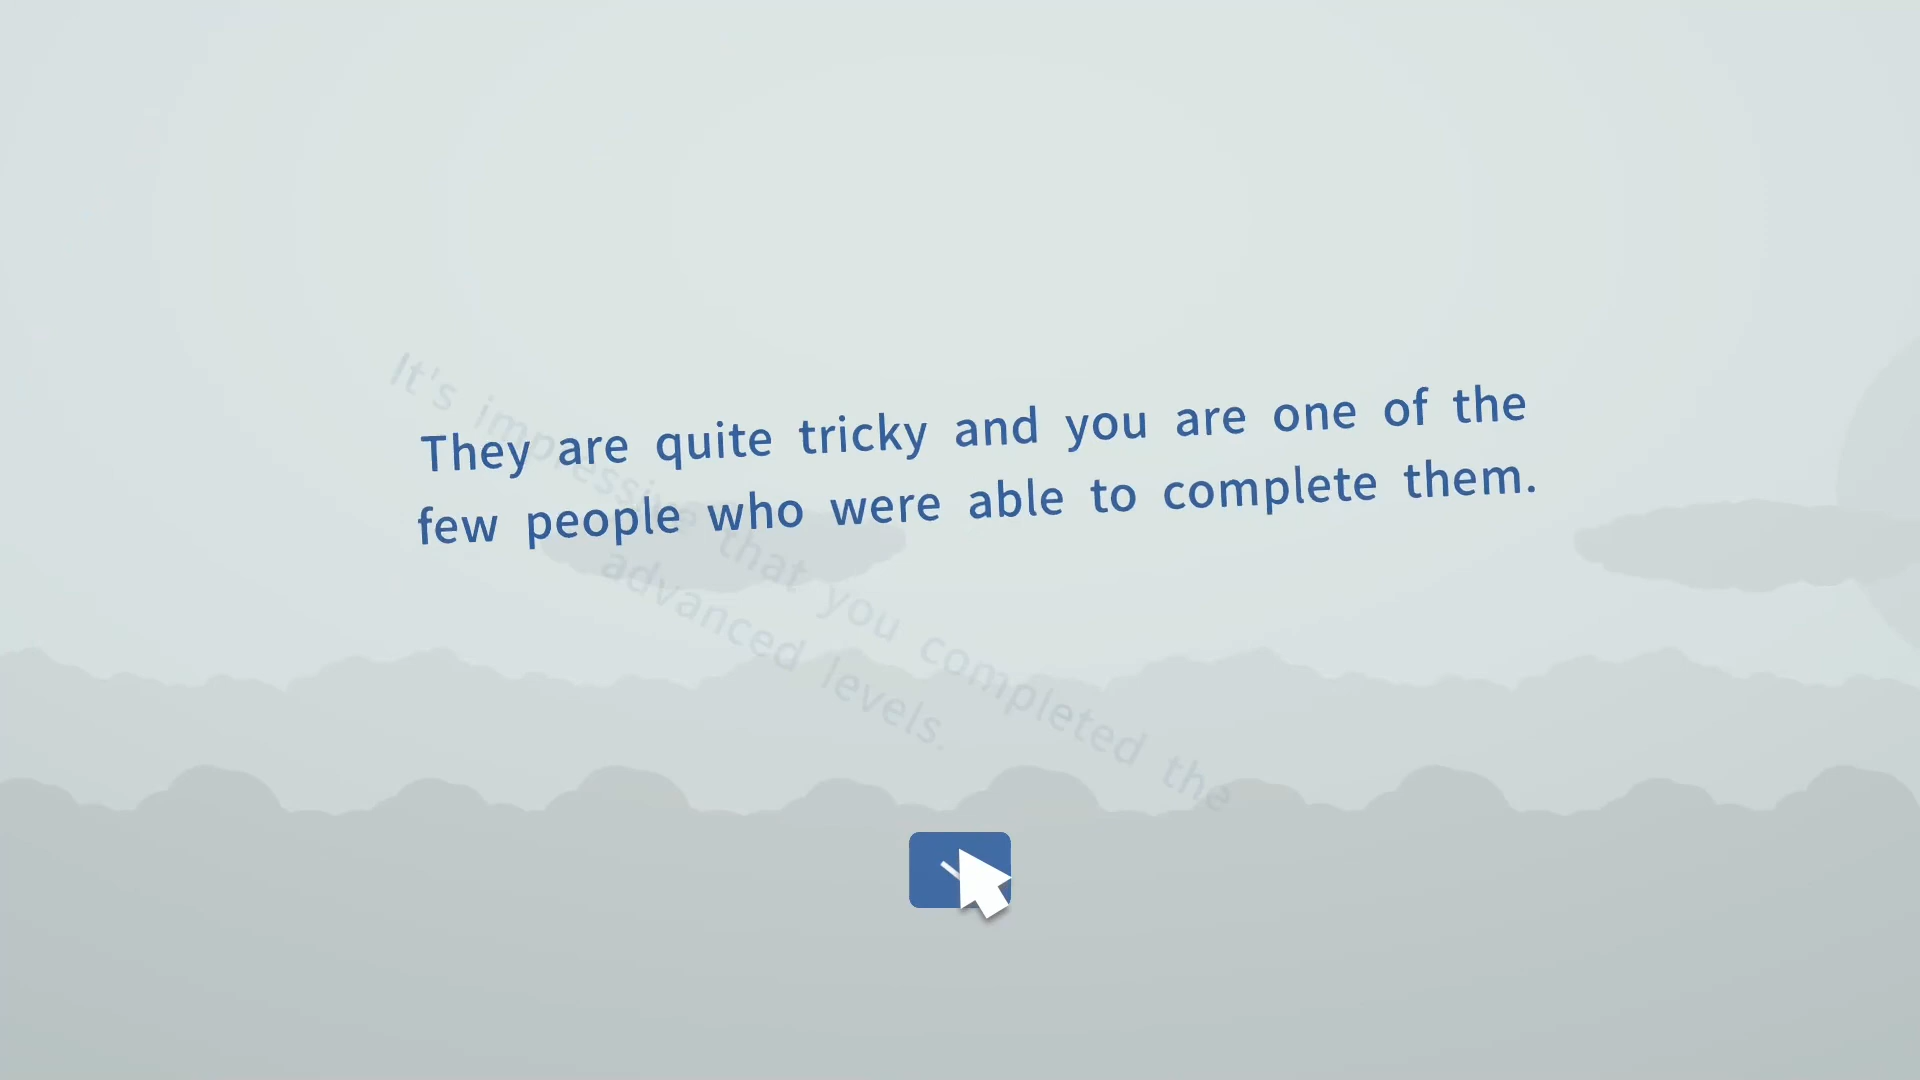 It's impressive that you completed the
advanced levels.
They are quite tricky and you are one of the
few people who were able to complete them.